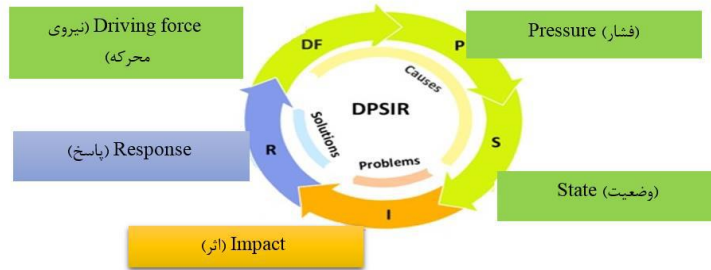 Driving force (نیروی
محرکه)
Pressure (فشار)
DF
P
Causes
DPSIR
Solutions
Problems
R
S
I
Response (پاسخ)
State (وضعیت)
Impact (اثر)